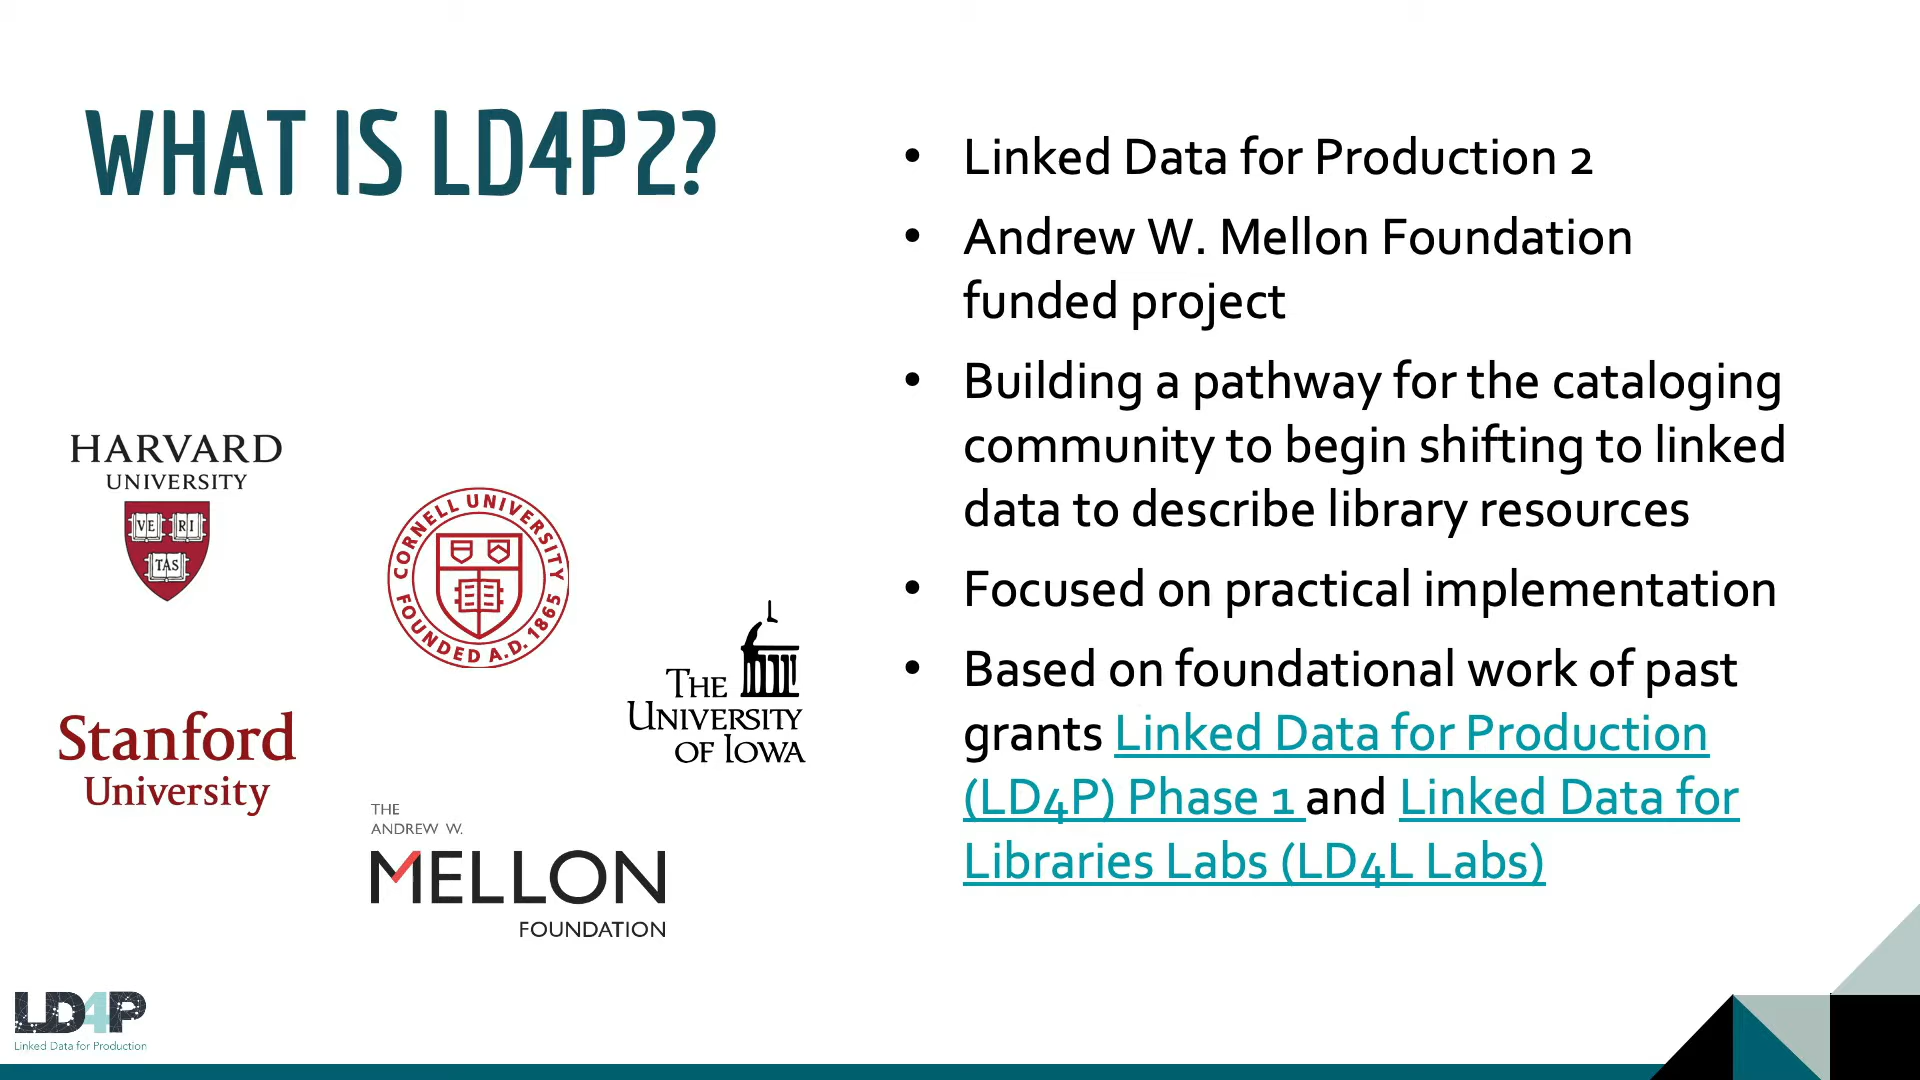 WHAT IS LD4P2?
• Linked Data for Production 2
• Andrew W. Mellon Foundation
funded project
• Building a pathway for the cataloging
community to begin shifting to linked
data to describe library resources
• Focused on practical implementation
• Based on foundational work of past
grants Linked Data for Production
(LD4P) Phase 1 and Linked Data for
Libraries Labs (LD4L Labs)
HARVARD
UNIVERSITY
VE RI
TAS
CORNELL UNIVERSITY
FOUNDED A.D. 1865
THE
UNIVERSITY
OF IOWA
Stanford
University
THE
ANDREW W.
MELLON
FOUNDATION
LD4P
Linked Data for Production